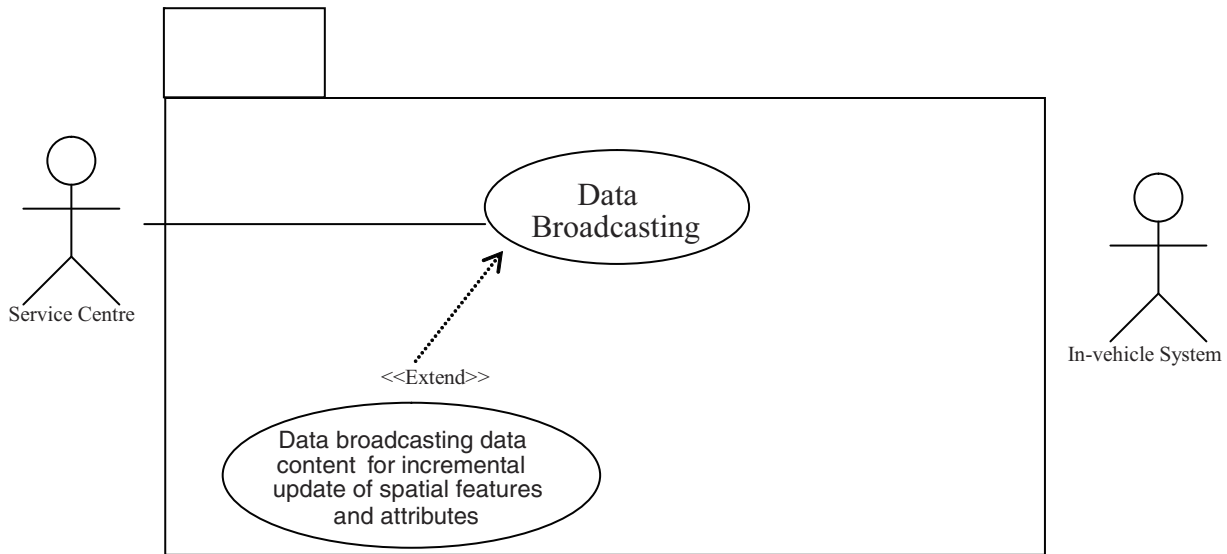 Data
Broadcasting
Service Centre
In-vehicle System
<<Extend>>
Data broadcasting data
content for incremental
update of spatial features
and attributes